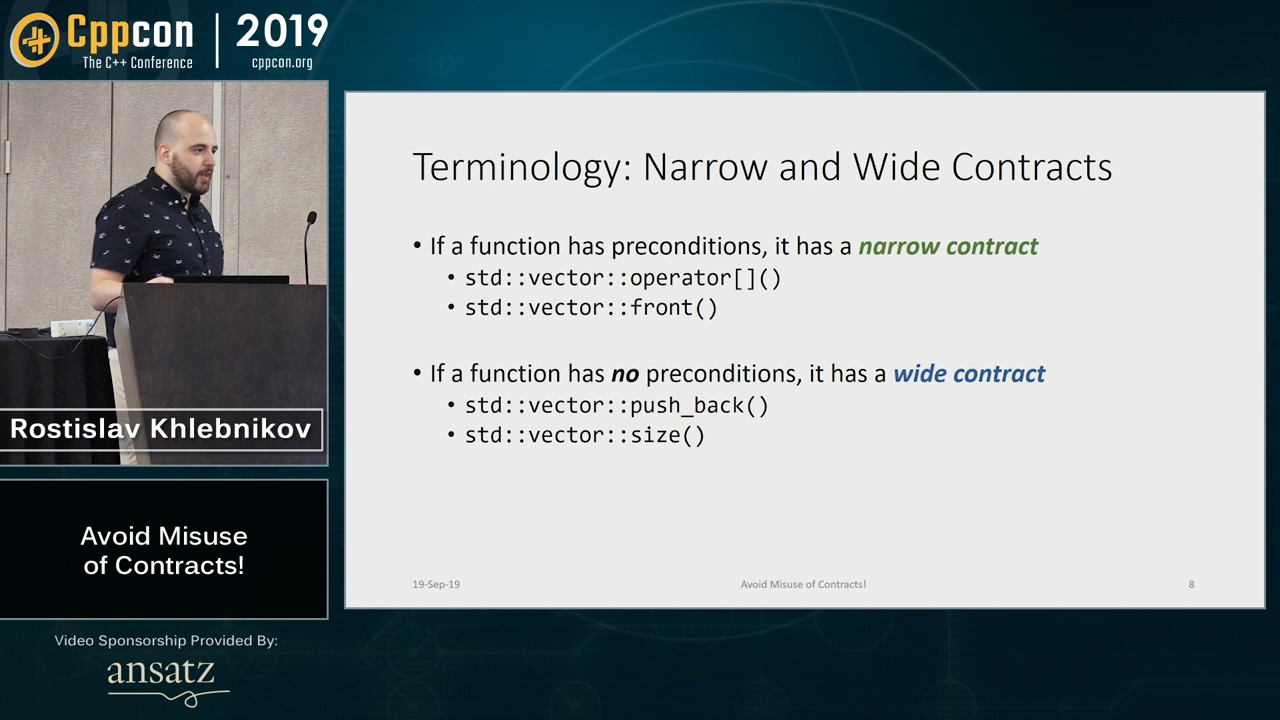 Cppcon | 2019
The C++ Conference cppcon.org
Terminology: Narrow and Wide Contracts
• If a function has preconditions, it has a narrow contract
• std::vector::operator[]()
• std::vector::front()
• If a function has no preconditions, it has a wide contract
• std::vector::push_back()
• std::vector::size()
19-Sep-19 Avoid Misuse of Contracts! 8
Rostislav Khlebnikov
Avoid Misuse
of Contracts!
Video Sponsorship Provided By:
ansatz